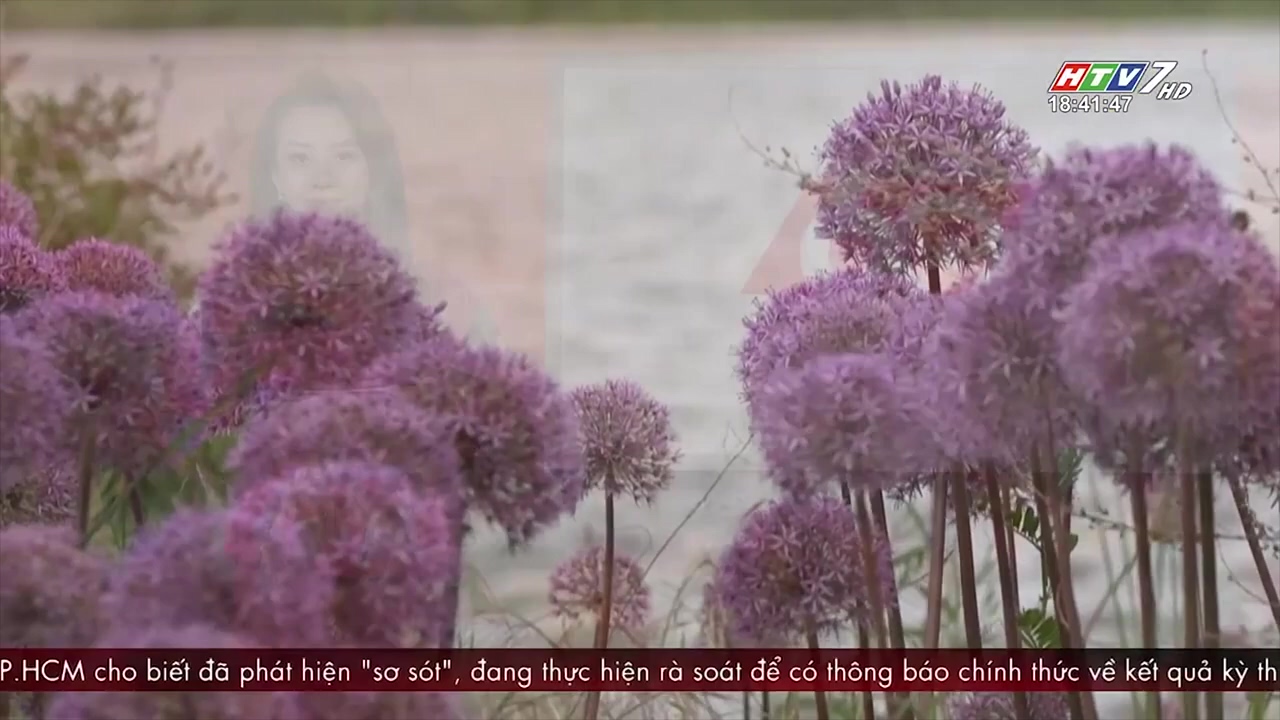 HTV7 HD
18:41:47
P.HCM cho biết đã phát hiện "sơ sót", đang thực hiện rà soát để có thông báo chính thức về kết quả kỳ th